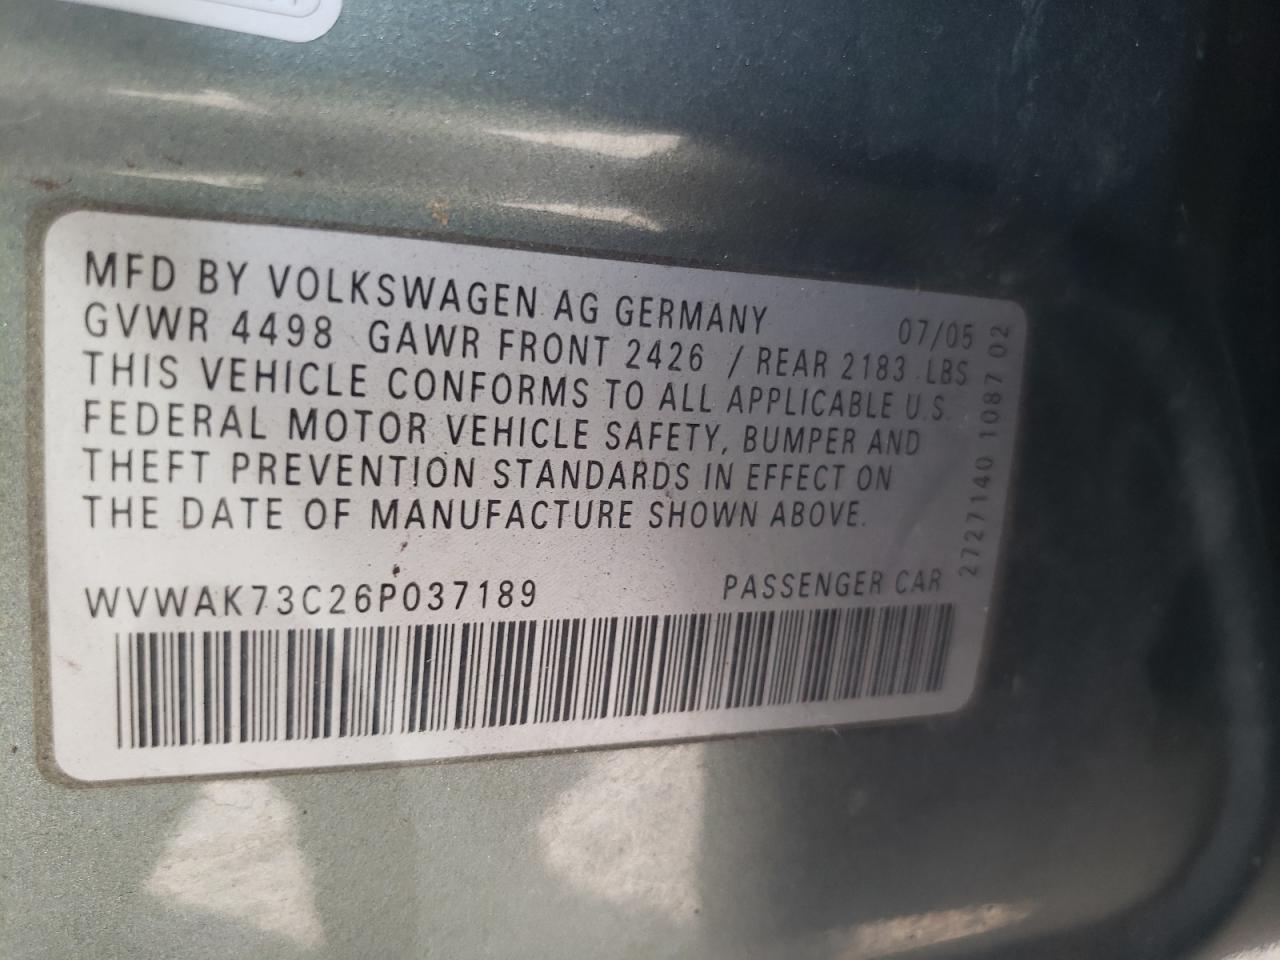 MFD BY VOLKSWAGEN AG GERMANY 07/05
GVWR 4498 GAWR FRONT 2426 / REAR 2183 LBS
THIS VEHICLE CONFORMS TO ALL APPLICABLE U.S.
FEDERAL MOTOR VEHICLE SAFETY, BUMPER AND
THEFT PREVENTION STANDARDS IN EFFECT ON
THE DATE OF MANUFACTURE SHOWN ABOVE.
WVWAK73C26P037189 PASSENGER CAR
2727140 1087 02